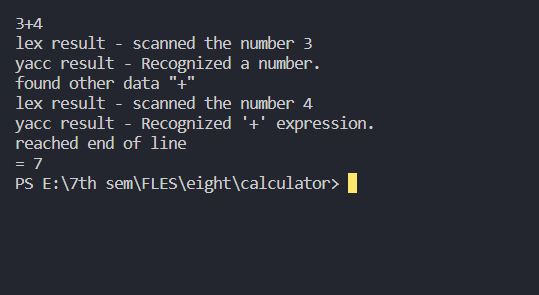 3+4
lex result - scanned the number 3
yacc result - Recognized a number.
found other data "+"
lex result - scanned the number 4
yacc result - Recognized '+' expression.
reached end of line
= 7
PS E:\7th sem\FLES\eight\calculator>